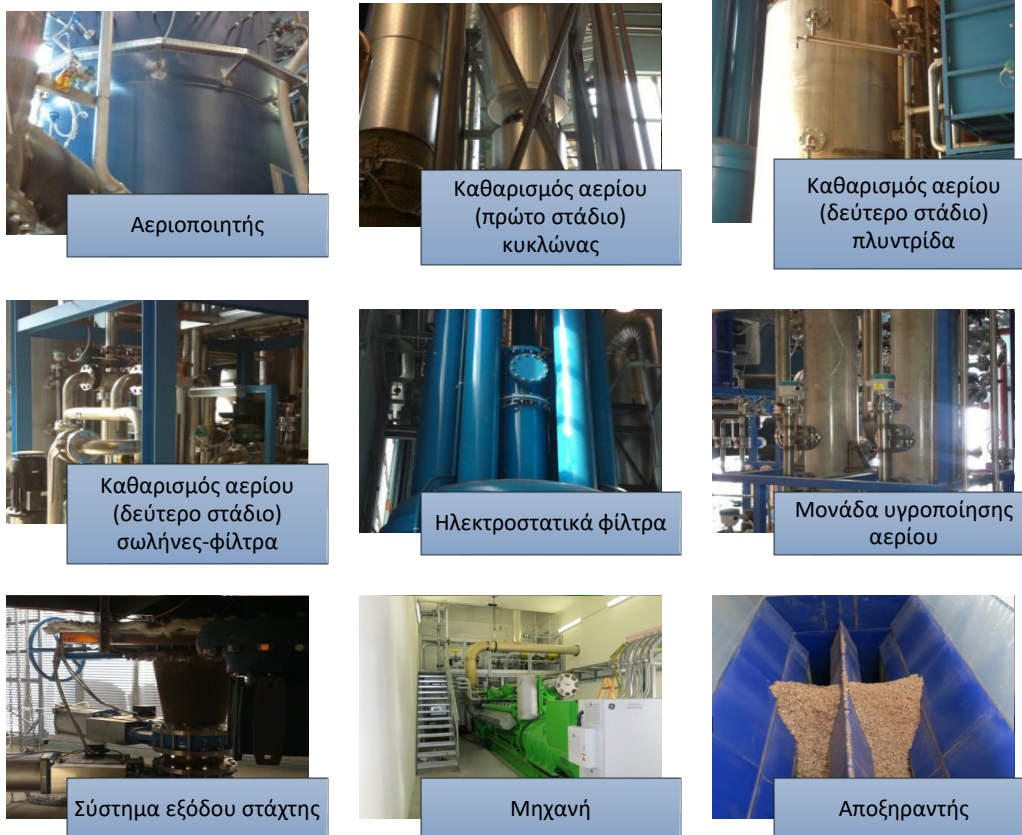 Αεριοποιητής
Καθαρισμός αερίου
(πρώτο στάδιο)
κυκλώνας
Καθαρισμός αερίου
(δεύτερο στάδιο)
πλυντρίδα
Καθαρισμός αερίου
(δεύτερο στάδιο)
σωλήνες-φίλτρα
Ηλεκτροστατικά φίλτρα
Μονάδα υγροποίησης
αερίου
Σύστημα εξόδου στάχτης
Μηχανή
Αποξηραντής